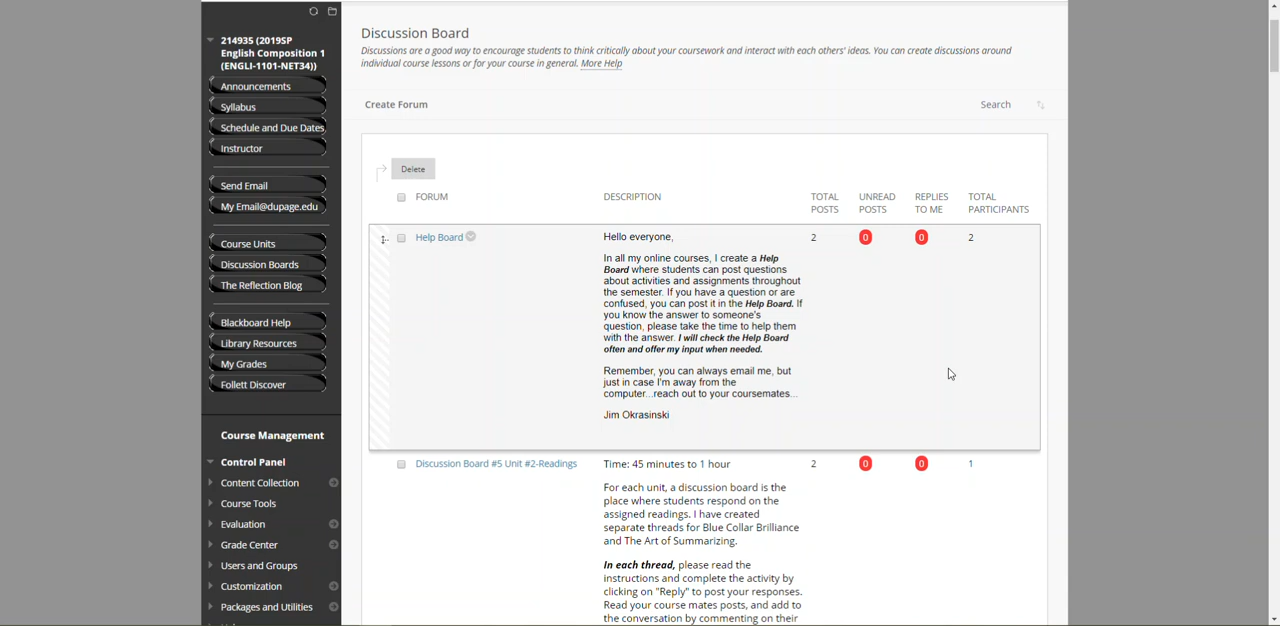 214935 (2019SP
English Composition 1
(ENGLI-1101-NET34))
Announcements
Syllabus
Schedule and Due Dates
Instructor
Send Email
My Email@dupage.edu
Course Units
Discussion Boards
The Reflection Blog
Blackboard Help
Library Resources
My Grades
Follett Discover
Course Management
Control Panel
Content Collection
Course Tools
Evaluation
Grade Center
Users and Groups
Customization
Packages and Utilities
Discussion Board
Discussions are a good way to encourage students to think critically about your coursework and interact with each others' ideas. You can create discussions around
individual course lessons or for your course in general. More Help
Create Forum
Search
Delete
FORUM
DESCRIPTION
TOTAL
POSTS
UNREAD
POSTS
REPLIES
TO ME
TOTAL
PARTICIPANTS
Help Board
Hello everyone,
In all my online courses, I create a Help
Board where students can post questions
about activities and assignments throughout
the semester. If you have a question or are
confused, you can post it in the Help Board. If
you know the answer to someone's
question, please take the time to help them
with the answer. I will check the Help Board
often and offer my input when needed.
Remember, you can always email me, but
just in case I'm away from the
computer...reach out to your coursemates...
Jim Okrasinski
2
0
0
2
Discussion Board #5 Unit #2-Readings
Time: 45 minutes to 1 hour
For each unit, a discussion board is the
place where students respond on the
assigned readings. I have created
separate threads for Blue Collar Brilliance
and The Art of Summarizing.
In each thread, please read the
instructions and complete the activity by
clicking on "Reply" to post your responses.
Read your course mates posts, and add to
the conversation by commenting on their
2
0
0
1